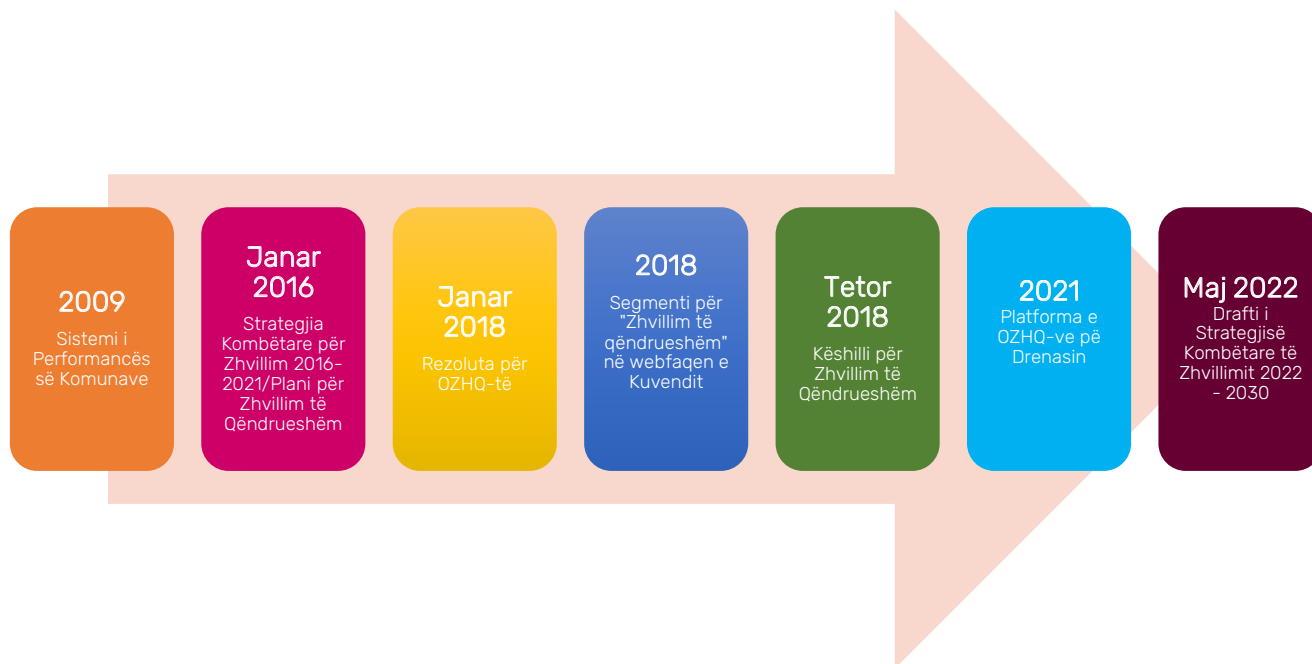 2009
Sistemi i
Performancës
së Komunave
Janar
2016
Strategjia
Kombëtare për
Zhvillim 2016-
2021/Plani për
Zhvillim të
Qëndrueshëm
Janar
2018
Rezoluta për
OZHQ-të
2018
Segmenti për
"Zhvillim të
qëndrueshëm"
në webfaqen e
Kuvendit
Tetor
2018
Këshilli për
Zhvillim të
Qëndrueshëm
2021
Platforma e
OZHQ-ve pë
Drenasin
Maj 2022
Drafti i
Strategjisë
Kombëtare të
Zhvillimit 2022
- 2030